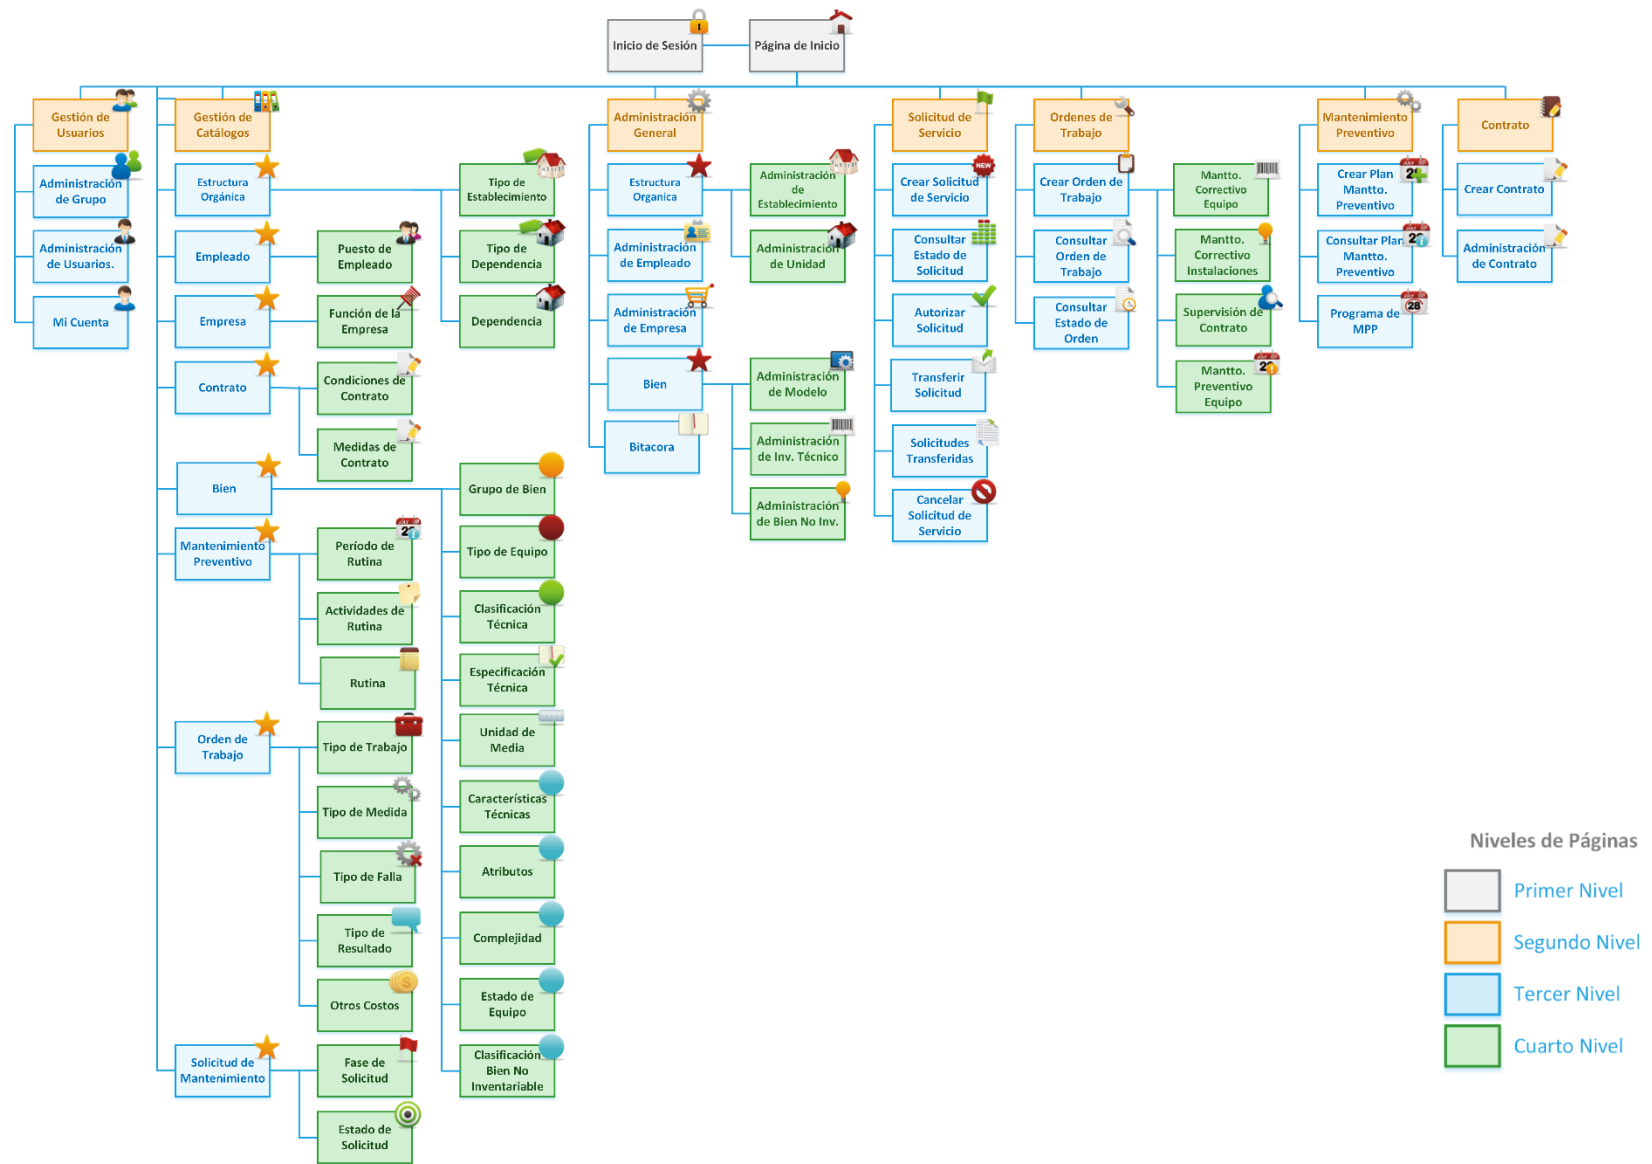 Inicio de Sesión
Página de Inicio
Gestión de
Usuarios
Administración
de Grupo
Administración
de Usuarios.
Mi Cuenta
Gestión de
Catálogos
Estructura
Orgánica
Tipo de
Establecimiento
Tipo de
Dependencia
Dependencia
Empleado
Puesto de
Empleado
Empresa
Función de la
Empresa
Contrato
Condiciones de
Contrato
Medidas de
Contrato
Bien
Grupo de Bien
Tipo de Equipo
Clasificación
Técnica
Especificación
Técnica
Unidad de
Media
Características
Técnicas
Atributos
Complejidad
Estado de
Equipo
Clasificación
Bien No
Inventariable
Mantenimiento
Preventivo
Período de
Rutina
Actividades de
Rutina
Rutina
Orden de
Trabajo
Tipo de Trabajo
Tipo de Medida
Tipo de Falla
Tipo de
Resultado
Otros Costos
Solicitud de
Mantenimiento
Fase de
Solicitud
Estado de
Solicitud
Administración
General
Estructura
Organica
Administración
de
Establecimiento
Administración
de Unidad
Administración
de Empleado
Administración
de Empresa
Bien
Administración
de Modelo
Administración
de Inv. Técnico
Administración
de Bien No Inv.
Bitacora
Solicitud de
Servicio
NEW
Crear Solicitud
de Servicio
Consultar
Estado de
Solicitud
Autorizar
Solicitud
Transferir
Solicitud
Solicitudes
Transferidas
Cancelar
Solicitud de
Servicio
Ordenes de
Trabajo
Crear Orden de
Trabajo
Mantto.
Correctivo
Equipo
Mantto.
Correctivo
Instalaciones
Supervisión de
Contrato
Mantto.
Preventivo
Equipo
Consultar
Orden de
Trabajo
Consultar
Estado de
Orden
Mantenimiento
Preventivo
Crear Plan
Mantto.
Preventivo
Consultar Plan
Mantto.
Preventivo
Programa de
MPP
28
Contrato
Crear Contrato
Administración
de Contrato
Niveles de Páginas
Primer Nivel
Segundo Nivel
Tercer Nivel
Cuarto Nivel